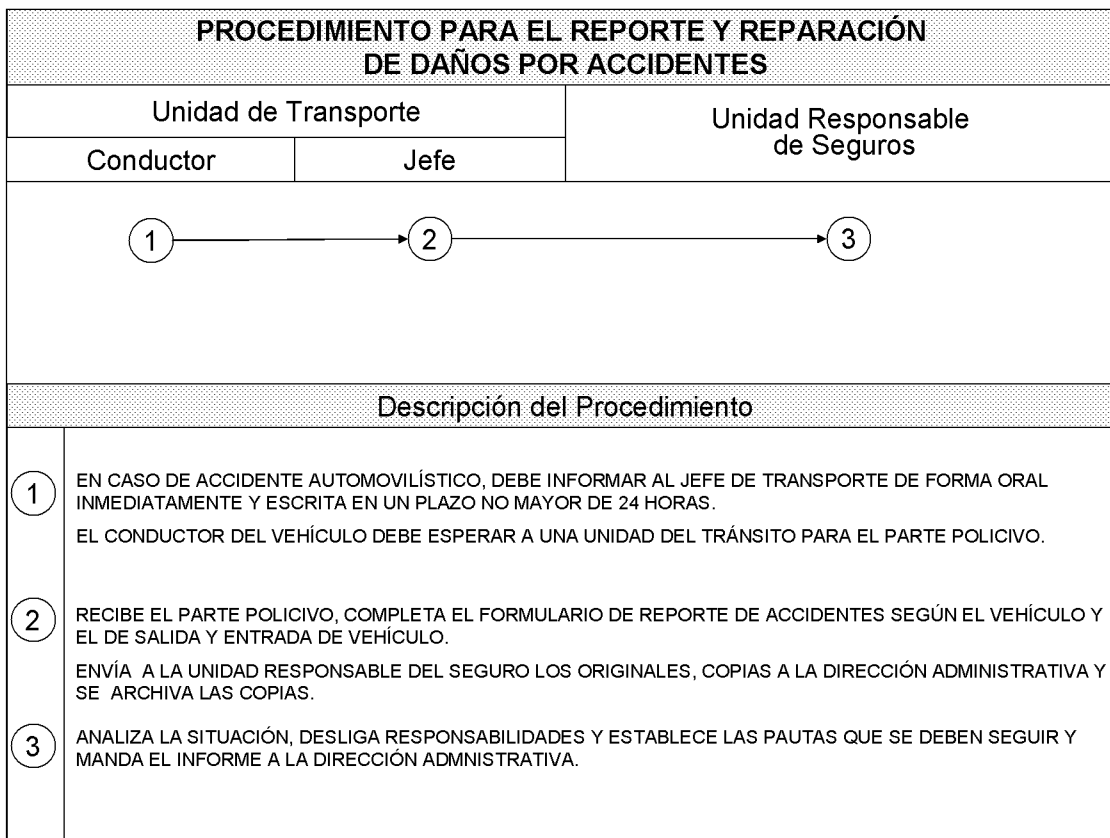 PROCEDIMIENTO PARA EL REPORTE Y REPARACIÓN
DE DAÑOS POR ACCIDENTES
Unidad de Transporte
Unidad Responsable
de Seguros
Conductor
Jefe
1
2
3
Descripción del Procedimiento
1
EN CASO DE ACCIDENTE AUTOMOVILÍSTICO, DEBE INFORMAR AL JEFE DE TRANSPORTE DE FORMA ORAL
INMEDIATAMENTE Y ESCRITA EN UN PLAZO NO MAYOR DE 24 HORAS.
EL CONDUCTOR DEL VEHÍCULO DEBE ESPERAR A UNA UNIDAD DEL TRÁNSITO PARA EL PARTE POLICIVO.
2
RECIBE EL PARTE POLICIVO, COMPLETA EL FORMULARIO DE REPORTE DE ACCIDENTES SEGÚN EL VEHÍCULO Y
EL DE SALIDA Y ENTRADA DE VEHÍCULO.
ENVÍA A LA UNIDAD RESPONSABLE DEL SEGURO LOS ORIGINALES, COPIAS A LA DIRECCIÓN ADMINISTRATIVA Y
SE ARCHIVA LAS COPIAS.
3
ANALIZA LA SITUACIÓN, DESLIGA RESPONSABILIDADES Y ESTABLECE LAS PAUTAS QUE SE DEBEN SEGUIR Y
MANDA EL INFORME A LA DIRECCIÓN ADMNISTRATIVA.